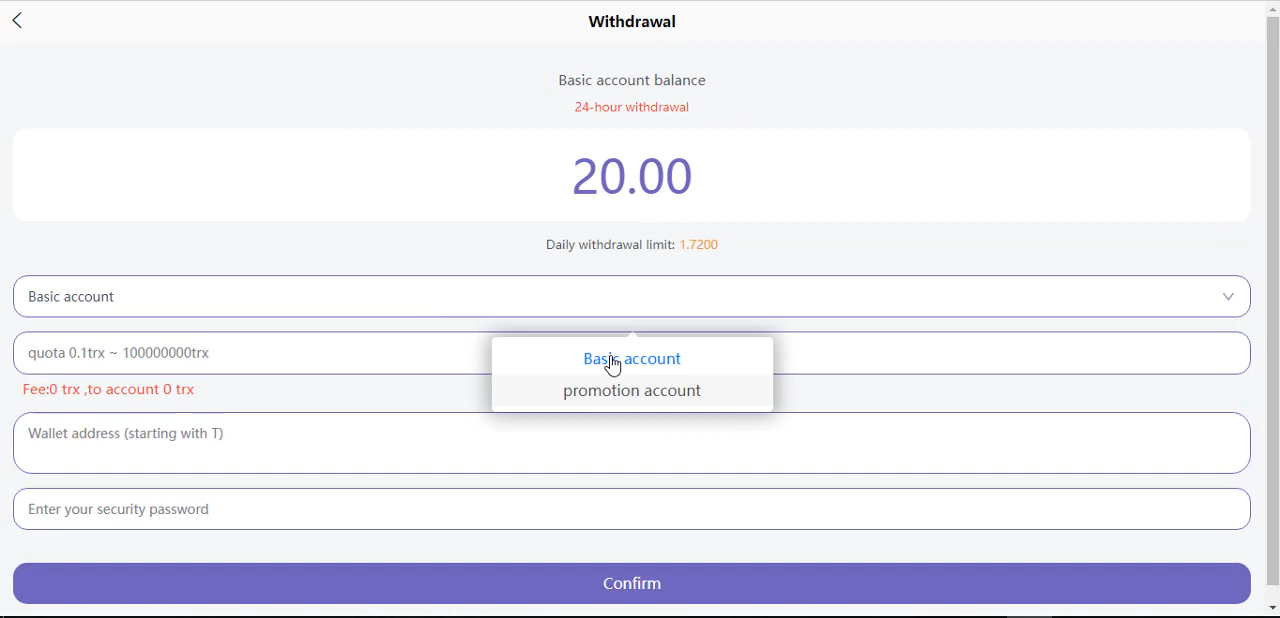 Withdrawal
Basic account balance
24-hour withdrawal
20.00
Daily withdrawal limit: 1.7200
Basic account
quota 0.1trx ~ 100000000trx
Basic account
promotion account
Fee:0 trx ,to account 0 trx
Wallet address (starting with T)
Enter your security password
Confirm